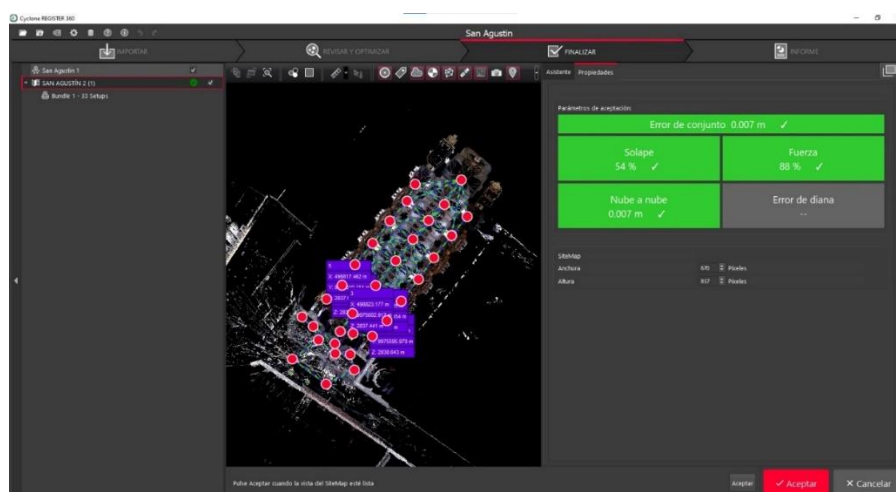 Cyclone REGISTER 360
San Agustin
IMPORTAR
REVISAR Y OPTIMIZAR
FINALIZAR
INFORME
San Agustin 1
SAN AGUSTÍN 2 (1)
Bundle 1 - 33 Setups
Asistente Propiedades
Parámetros de aceptación:
Error de conjunto 0.007 m
Solape
54 %
Fuerza
88 %
Nube a nube
0.007 m
Error de diana
--
SiteMap
Anchura 670 Píxeles
Altura 937 Píxeles
Pulse Aceptar cuando la vista del SiteMap esté lista
Aceptar
Aceptar
Cancelar